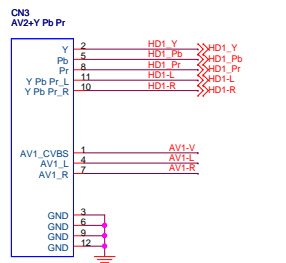 CN3
AV2+Y Pb Pr
Y 2 HD1_Y HD1_Y
Pb 5 HD1_Pb HD1_Pb
Pr 8 HD1_Pr HD1_Pr
Y Pb Pr_L 11 HD1-L HD1-L
Y Pb Pr_R 10 HD1-R HD1-R
AV1_CVBS 1 AV1-V
AV1_L 4 AV1-L
AV1_R 7 AV1-R
GND 3
GND 6
GND 9
GND 12